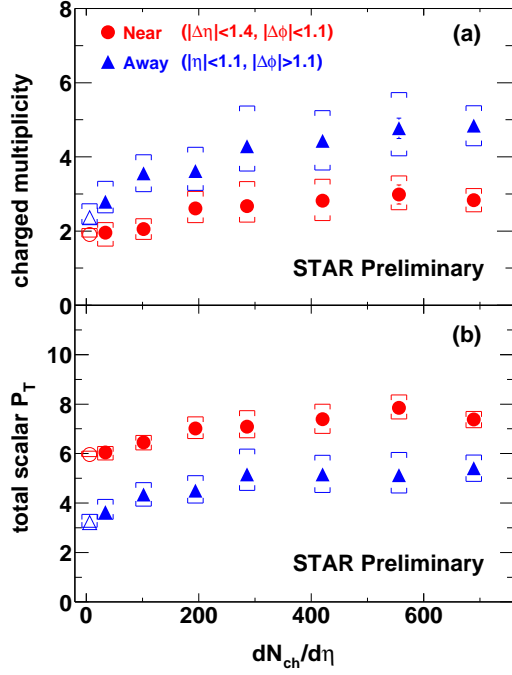 8
6
4
2
0
charged multiplicity
Near (|Δη|<1.4, |Δϕ|<1.1)
Away (|η|<1.1, |Δϕ|>1.1)
(a)
STAR Preliminary
10
8
6
4
2
0
total scalar P_T
(b)
STAR Preliminary
0 200 400 600
dN_ch/dη